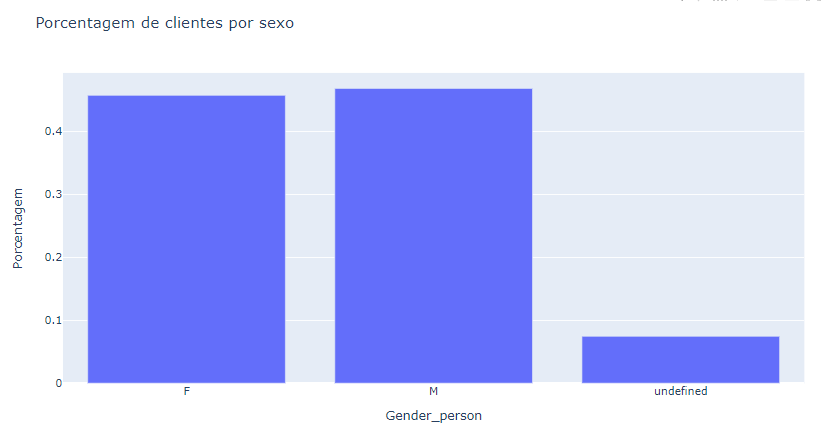 Porcentagem de clientes por sexo
Porcentagem
0.4
0.3
0.2
0.1
0
F M undefined
Gender_person